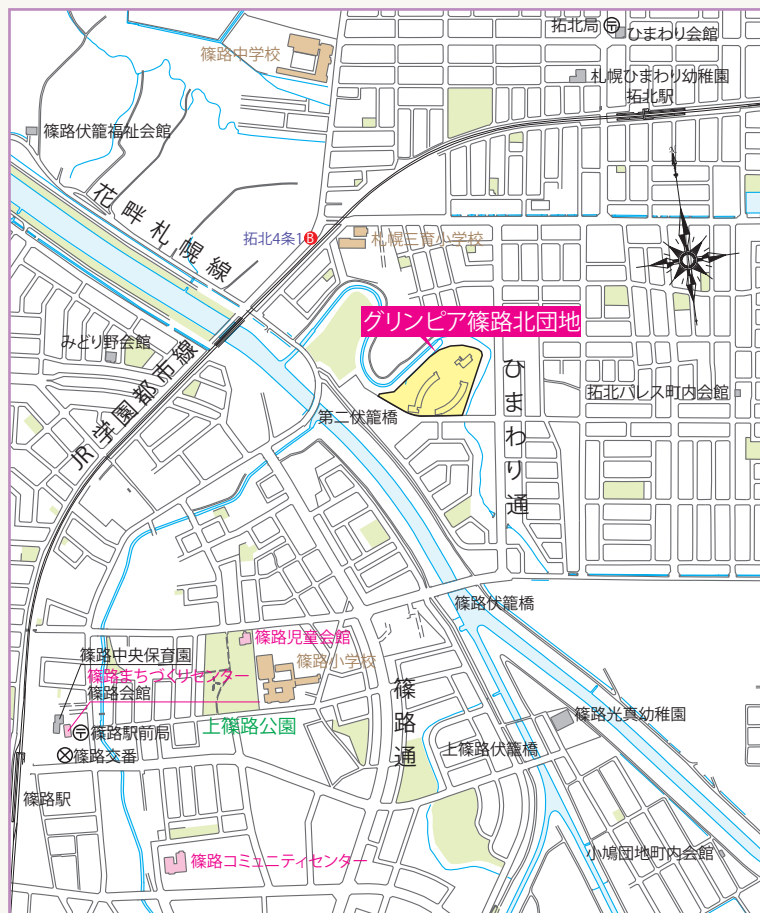 拓北局
ひまわり会館
篠路中学校
札幌ひまわり幼稚園
拓北駅
篠路伏籠福祉会館
花畔札幌線
拓北4条1 B
札幌三育小学校
グリンピア篠路北団地
みどり野会館
JR学園都市線
ひまわり通
拓北パレス町内会館
第二伏籠橋
篠路伏籠橋
篠路児童会館
篠路中央保育園
篠路小学校
篠路まちづくりセンター
篠路会館
篠路通
篠路光真幼稚園
上篠路公園
篠路駅前局
上篠路伏籠橋
篠路交番
篠路駅
小鳩団地町内会館
篠路コミュニティセンター